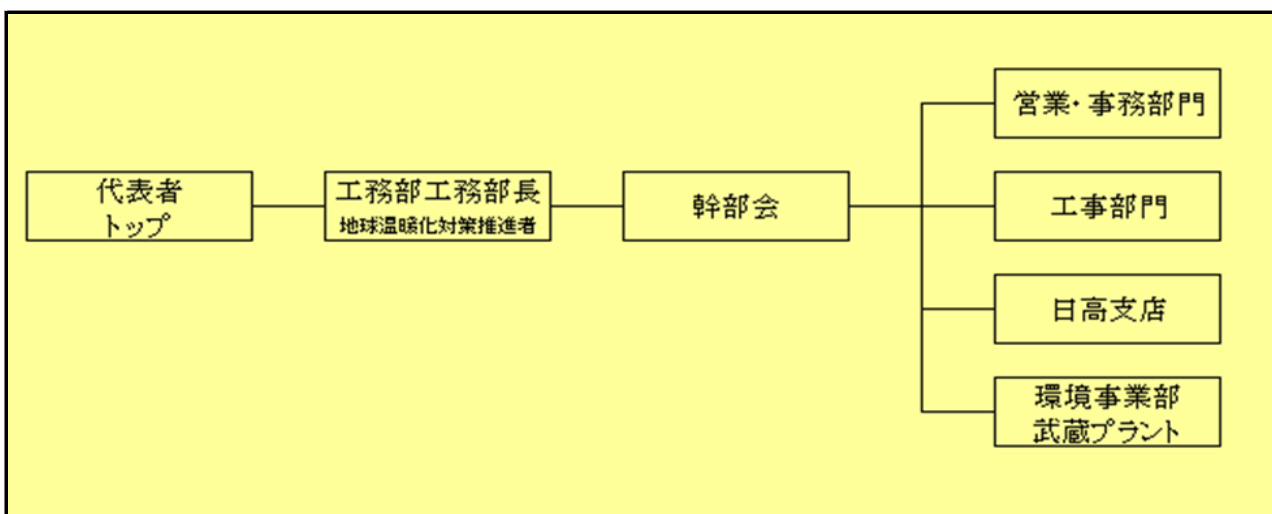 代表者
トップ
工務部工務部長
地球温暖化対策推進者
幹部会
営業・事務部門
工事部門
日高支店
環境事業部
武蔵プラント